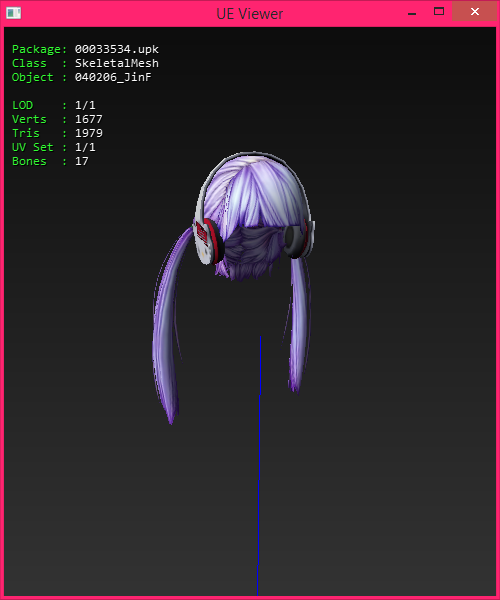 UE Viewer
Package: 00033534.upk
Class : SkeletalMesh
Object : 040206_JinF
LOD : 1/1
Verts : 1677
Tris : 1979
UV Set : 1/1
Bones : 17